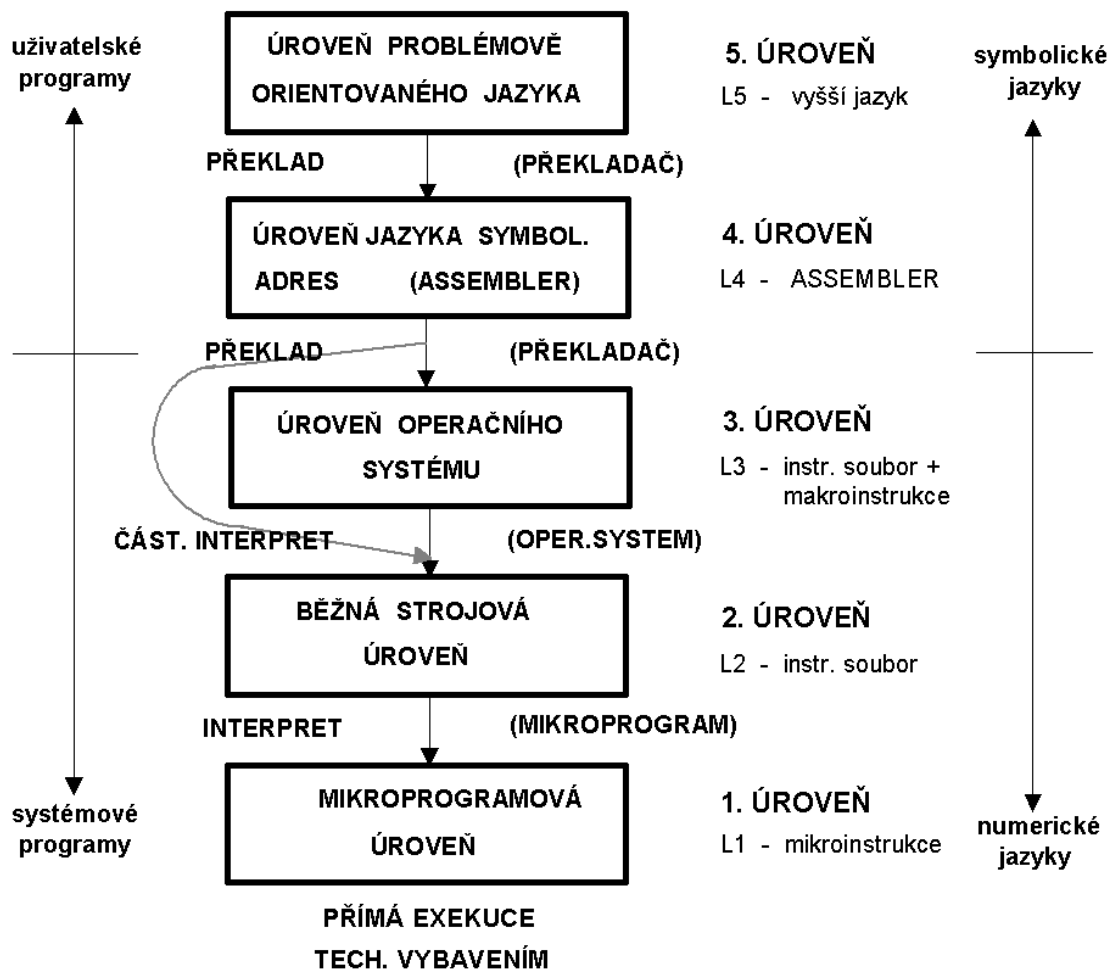 uživatelské
programy
ÚROVEŇ PROBLÉMOVĚ
ORIENTOVANÉHO JAZYKA
5. ÚROVEŇ
L5 - vyšší jazyk
symbolické
jazyky
PŘEKLAD (PŘEKLADAČ)
ÚROVEŇ JAZYKA SYMBOL.
ADRES (ASSEMBLER)
4. ÚROVEŇ
L4 - ASSEMBLER
PŘEKLAD (PŘEKLADAČ)
ÚROVEŇ OPERAČNÍHO
SYSTÉMU
3. ÚROVEŇ
L3 - instr. soubor +
makroinstrukce
ČÁST. INTERPRET (OPER.SYSTEM)
BĚŽNÁ STROJOVÁ
ÚROVEŇ
2. ÚROVEŇ
L2 - instr. soubor
INTERPRET (MIKROPROGRAM)
systémové
programy
MIKROPROGRAMOVÁ
ÚROVEŇ
1. ÚROVEŇ
L1 - mikroinstrukce
numerické
jazyky
PŘÍMÁ EXEKUCE
TECH. VYBAVENÍM